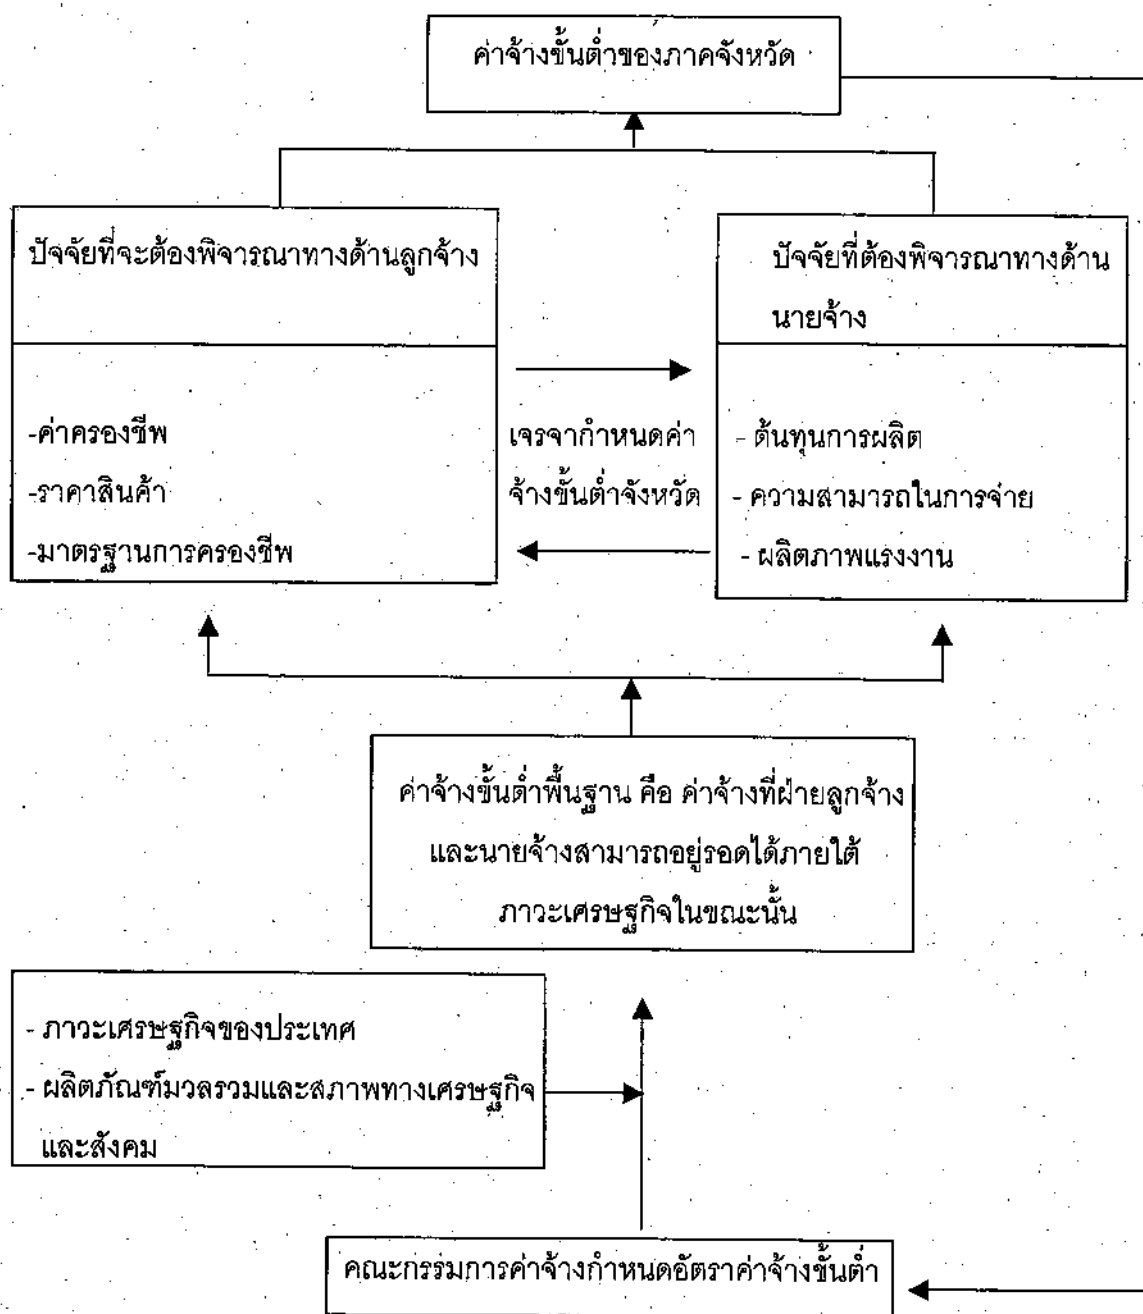 ค่าจ้างขั้นต่ำของภาคจังหวัด
ปัจจัยที่จะต้องพิจารณาทางด้านลูกจ้าง
-ค่าครองชีพ
-ราคาสินค้า
-มาตรฐานการครองชีพ
เจรจากำหนดค่า
จ้างขั้นต่ำจังหวัด
ปัจจัยที่ต้องพิจารณาทางด้าน
นายจ้าง
- ต้นทุนการผลิต
- ความสามารถในการจ่าย
- ผลิตภาพแรงงาน
ค่าจ้างขั้นต่ำพื้นฐาน คือ ค่าจ้างที่ฝ่ายลูกจ้าง
และนายจ้างสามารถอยู่รอดได้ภายใต้
ภาวะเศรษฐกิจในขณะนั้น
- ภาวะเศรษฐกิจของประเทศ
- ผลิตภัณฑ์มวลรวมและสภาพทางเศรษฐกิจ
และสังคม
คณะกรรมการค่าจ้างกำหนดอัตราค่าจ้างขั้นต่ำ